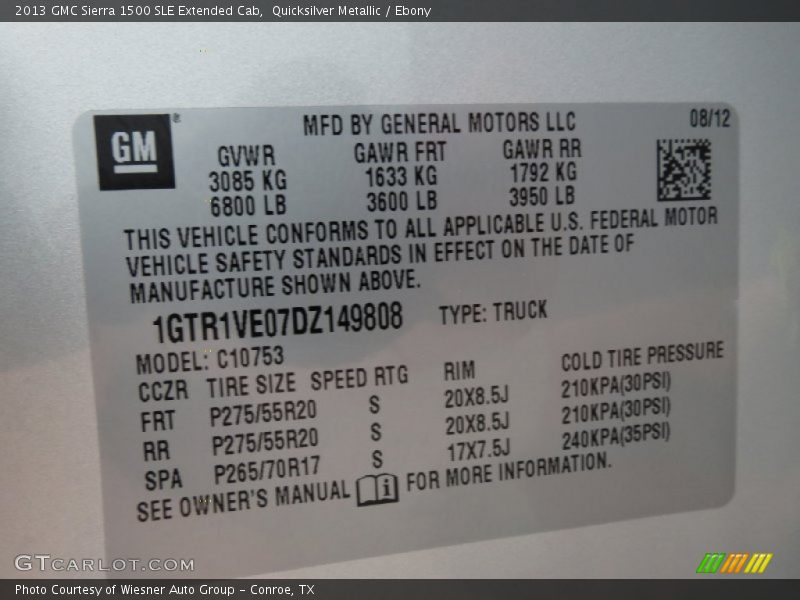 2013 GMC Sierra 1500 SLE Extended Cab,  Quicksilver Metallic / Ebony
GM ®
MFD BY GENERAL MOTORS LLC 08/12
GVWR GAWR FRT GAWR RR
3085 KG 1633 KG 1792 KG
6800 LB 3600 LB 3950 LB
THIS VEHICLE CONFORMS TO ALL APPLICABLE U.S. FEDERAL MOTOR
VEHICLE SAFETY STANDARDS IN EFFECT ON THE DATE OF
MANUFACTURE SHOWN ABOVE.
1GTR1VE07DZ149808 TYPE: TRUCK
MODEL: C10753
CCZR TIRE SIZE SPEED RTG RIM COLD TIRE PRESSURE
FRT P275/55R20 S 20X8.5J 210KPA(30PSI)
RR P275/55R20 S 20X8.5J 210KPA(30PSI)
SPA P265/70R17 S 17X7.5J 240KPA(35PSI)
SEE OWNER'S MANUAL i FOR MORE INFORMATION.
GTCARLOT.COM
Photo Courtesy of Wiesner Auto Group - Conroe, TX